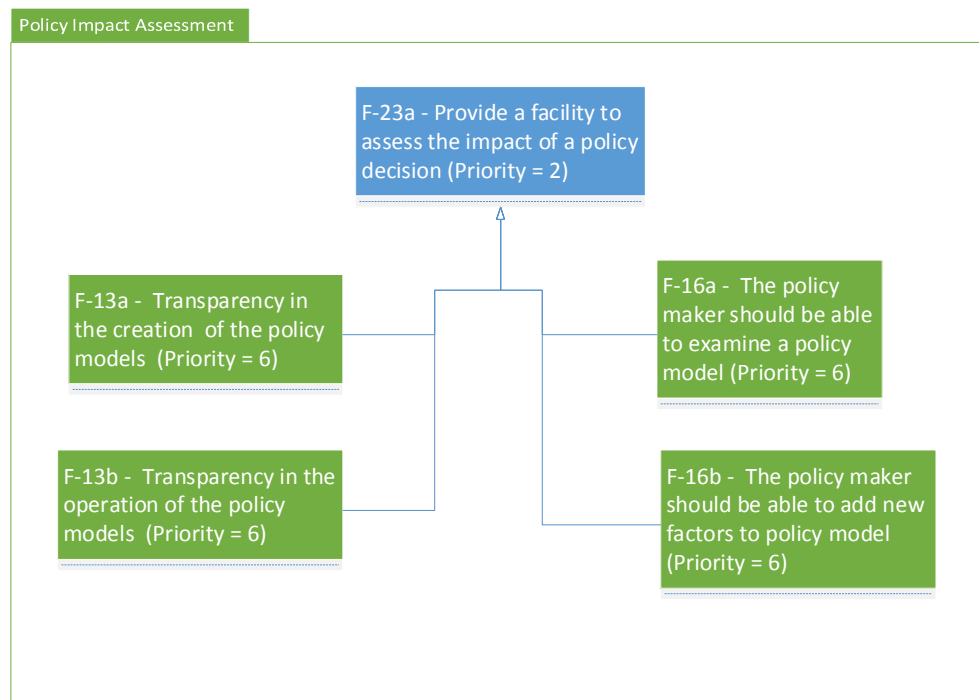 Policy Impact Assessment
F-23a - Provide a facility to
assess the impact of a policy
decision (Priority = 2)
F-13a -  Transparency in
the creation  of the policy
models  (Priority = 6)
F-16a -  The policy
maker should be able
to examine a policy
model (Priority = 6)
F-13b -  Transparency in the
operation of the policy
models  (Priority = 6)
F-16b -  The policy maker
should be able to add new
factors to policy model
(Priority = 6)